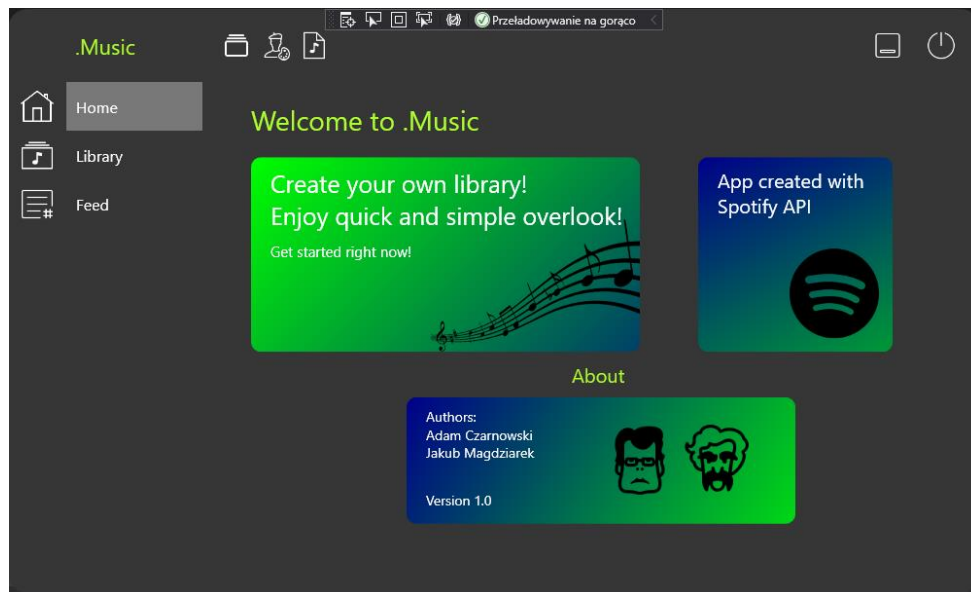 Przeładowywanie na gorąco
.Music
Home
Library
Feed
Welcome to .Music
Create your own library!
Enjoy quick and simple overlook!
Get started right now!
App created with
Spotify API
About
Authors:
Adam Czarnowski
Jakub Magdziarek
Version 1.0